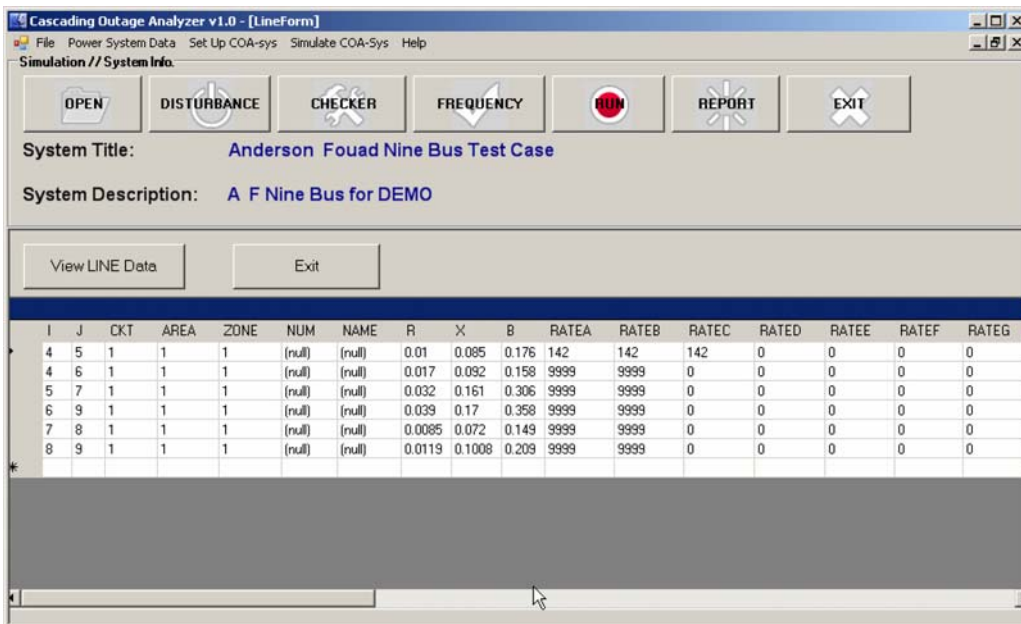 Cascading Outage Analyzer v1.0 - [LineForm]
File Power System Data Set Up COA-sys Simulate COA-Sys Help
Simulation // System Info.
OPEN DISTURBANCE CHECKER FREQUENCY RUN REPORT EXIT
System Title: Anderson Fouad Nine Bus Test Case
System Description: A F Nine Bus for DEMO
View LINE Data Exit
I J CKT AREA ZONE NUM NAME R X B RATEA RATEB RATEC RATED RATEE RATEF RATEG
4 5 1 1 1 (null) (null) 0.01 0.085 0.176 142 142 142 0 0 0 0
4 6 1 1 1 (null) (null) 0.017 0.092 0.158 9999 9999 0 0 0 0 0
5 7 1 1 1 (null) (null) 0.032 0.161 0.306 9999 9999 0 0 0 0 0
6 9 1 1 1 (null) (null) 0.039 0.17 0.358 9999 9999 0 0 0 0 0
7 8 1 1 1 (null) (null) 0.0085 0.072 0.149 9999 9999 0 0 0 0 0
8 9 1 1 1 (null) (null) 0.0119 0.1008 0.209 9999 9999 0 0 0 0 0